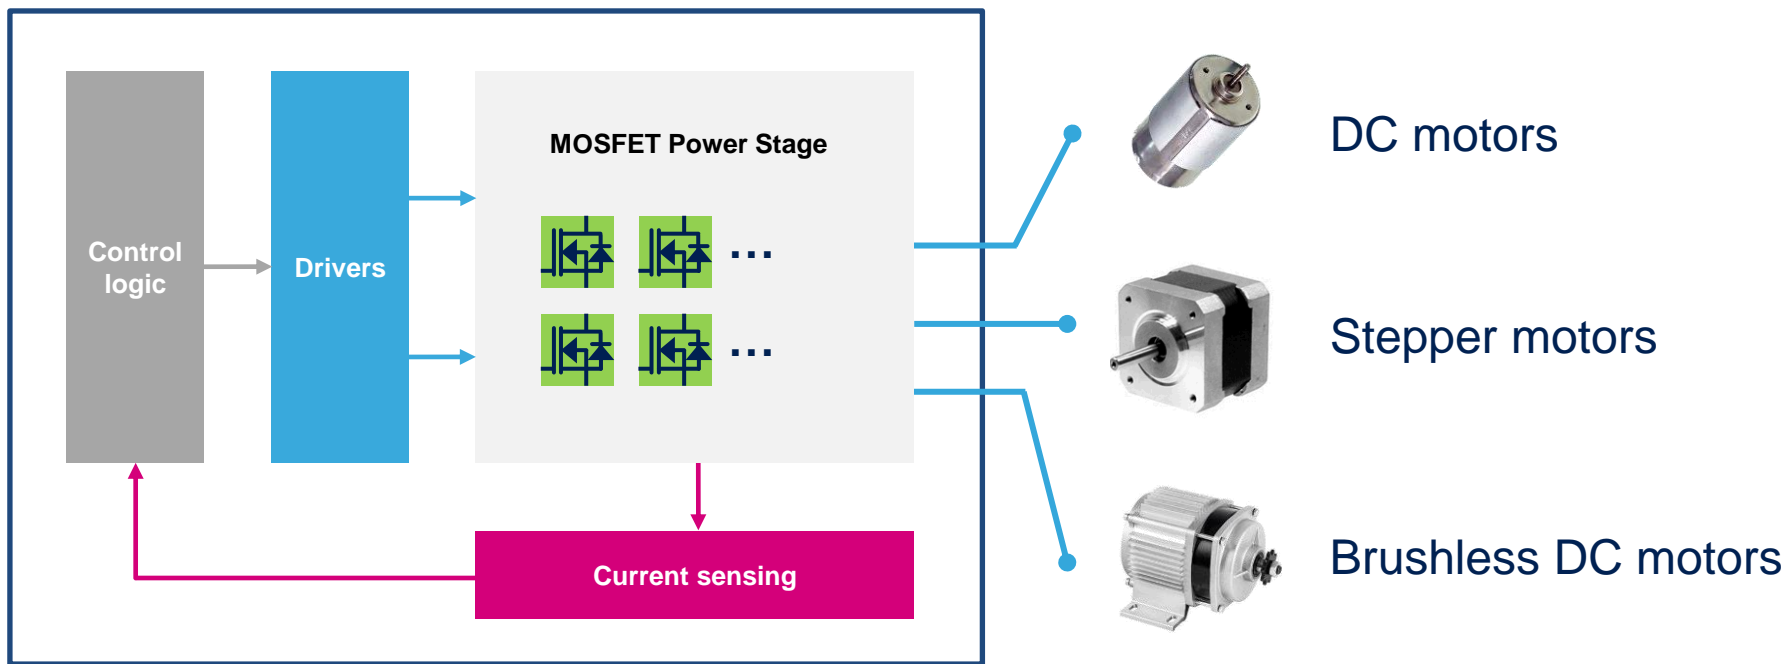 MOSFET Power Stage
Control
logic
Drivers
...
...
Current sensing
DC motors
Stepper motors
Brushless DC motors